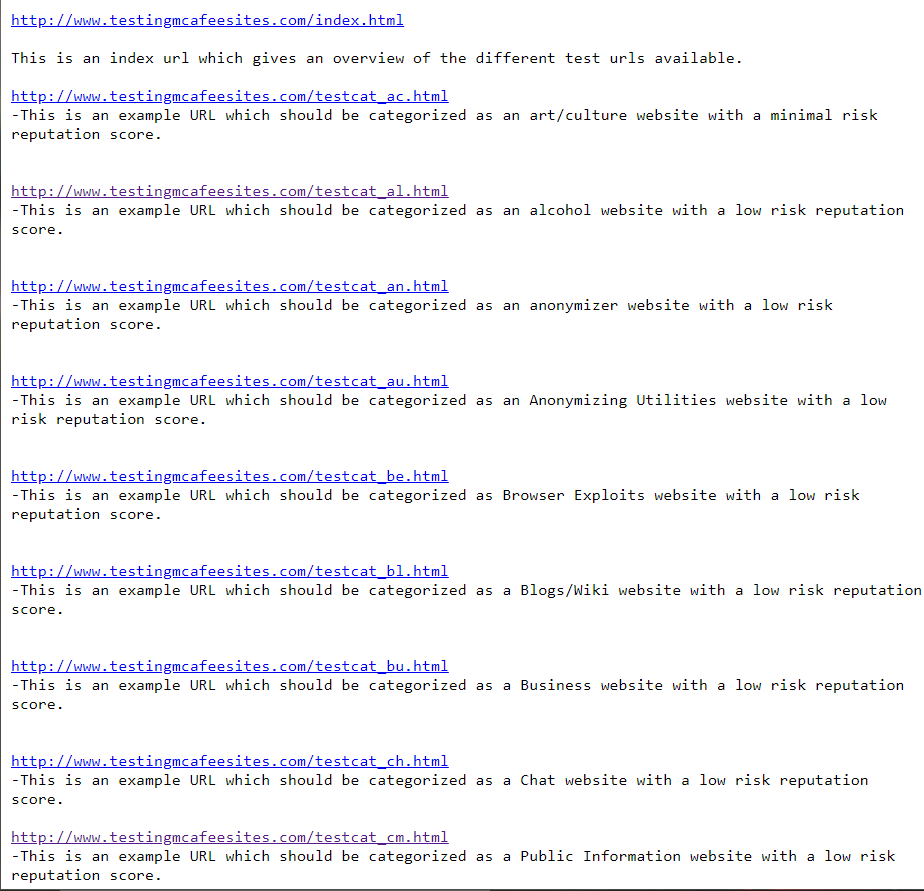 http://www.testingmcafeesites.com/index.html
This is an index url which gives an overview of the different test urls available.
http://www.testingmcafeesites.com/testcat_ac.html
-This is an example URL which should be categorized as an art/culture website with a minimal risk
reputation score.
http://www.testingmcafeesites.com/testcat_al.html
-This is an example URL which should be categorized as an alcohol website with a low risk reputation
score.
http://www.testingmcafeesites.com/testcat_an.html
-This is an example URL which should be categorized as an anonymizer website with a low risk
reputation score.
http://www.testingmcafeesites.com/testcat_au.html
-This is an example URL which should be categorized as an Anonymizing Utilities website with a low
risk reputation score.
http://www.testingmcafeesites.com/testcat_be.html
-This is an example URL which should be categorized as Browser Exploits website with a low risk
reputation score.
http://www.testingmcafeesites.com/testcat_bl.html
-This is an example URL which should be categorized as a Blogs/Wiki website with a low risk reputation
score.
http://www.testingmcafeesites.com/testcat_bu.html
-This is an example URL which should be categorized as a Business website with a low risk reputation
score.
http://www.testingmcafeesites.com/testcat_ch.html
-This is an example URL which should be categorized as a Chat website with a low risk reputation
score.
http://www.testingmcafeesites.com/testcat_cm.html
-This is an example URL which should be categorized as a Public Information website with a low risk
reputation score.